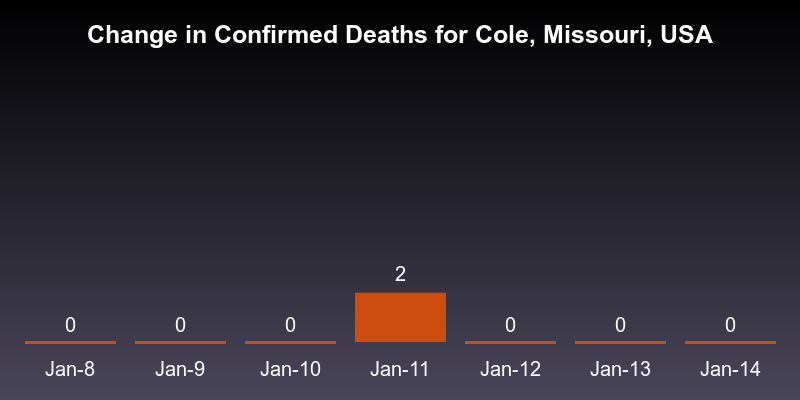 Change in Confirmed Deaths for Cole, Missouri, USA
2
0 0 0 0 0 0
Jan-8 Jan-9 Jan-10 Jan-11 Jan-12 Jan-13 Jan-14